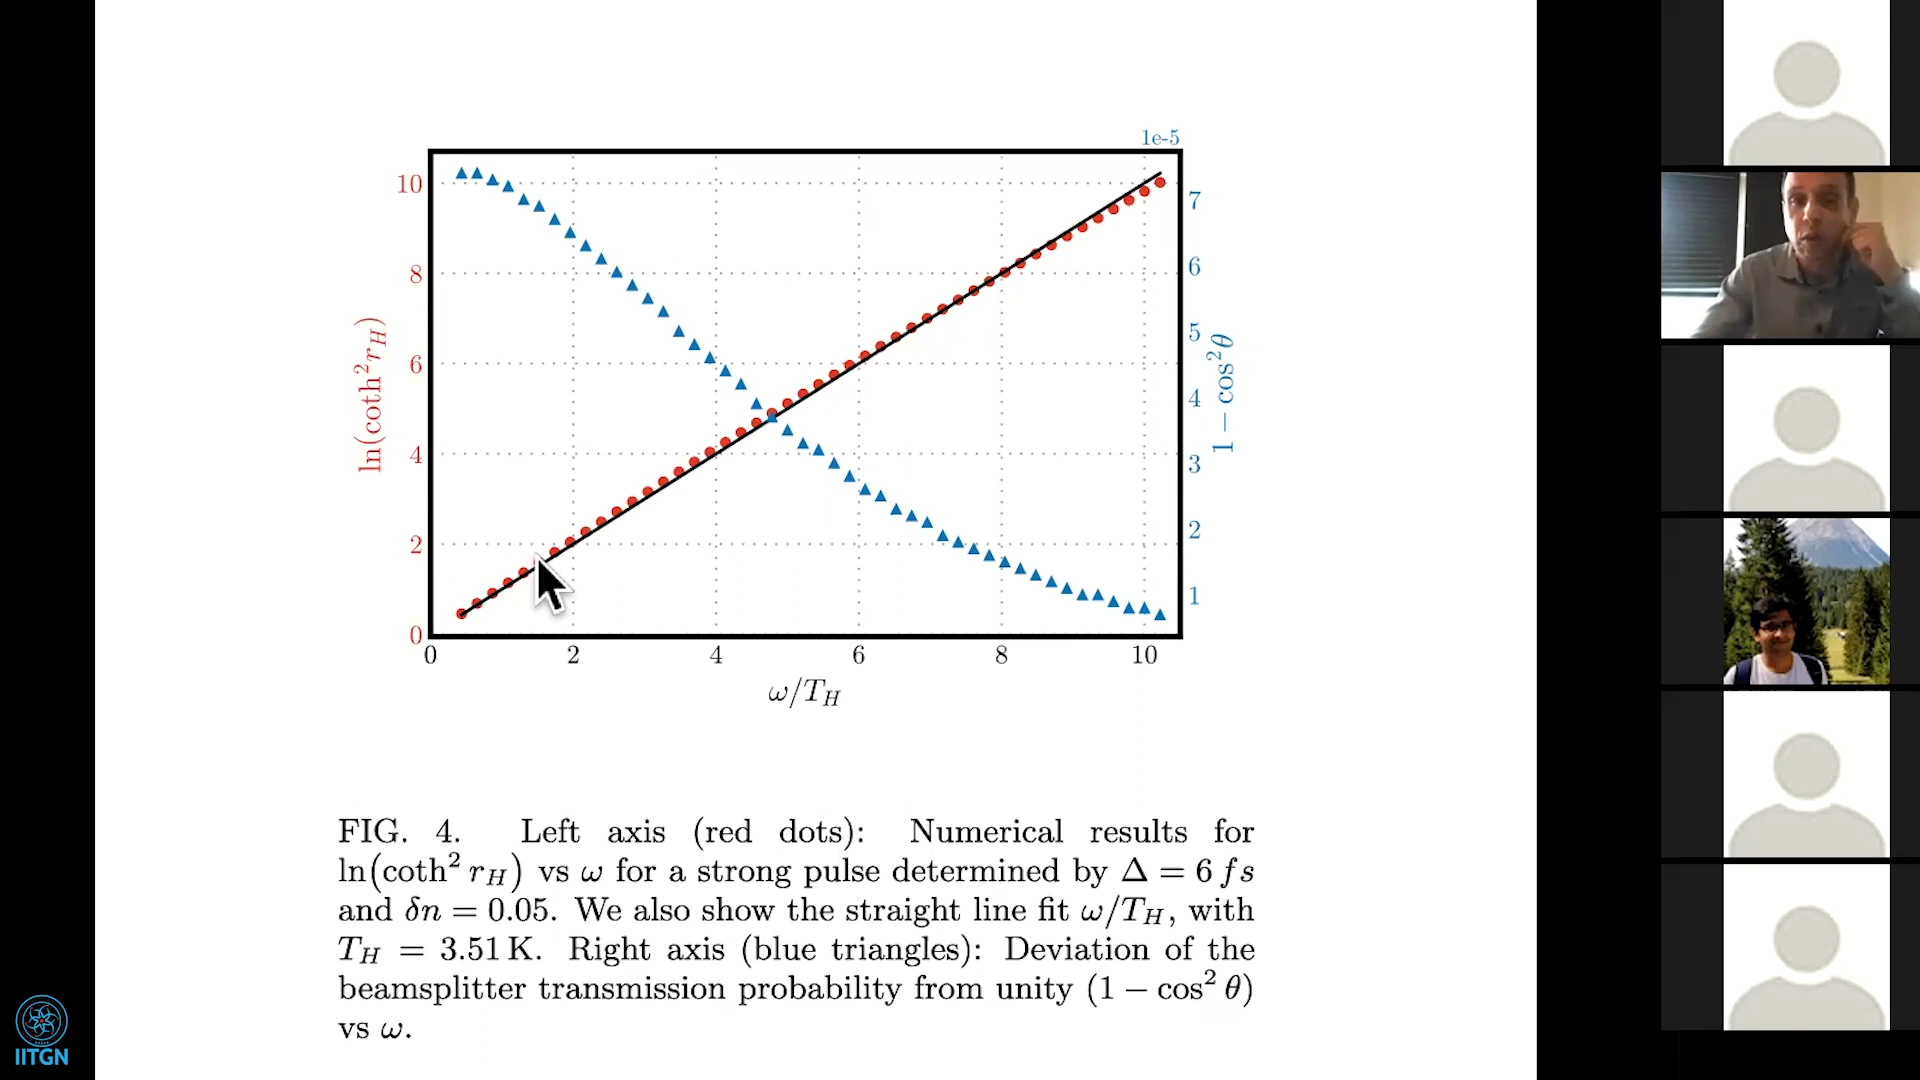 1e-5
10
8
6
4
2
0
ln(coth²r_H)
7
6
5
4
3
2
1
1 − cos²θ
0 2 4 6 8 10
ω/T_H
FIG. 4. Left axis (red dots): Numerical results for
ln(coth² r_H) vs ω for a strong pulse determined by Δ = 6 fs
and δn = 0.05. We also show the straight line fit ω/T_H, with
T_H = 3.51 K. Right axis (blue triangles): Deviation of the
beamsplitter transmission probability from unity (1 − cos² θ)
vs ω.
IITGN